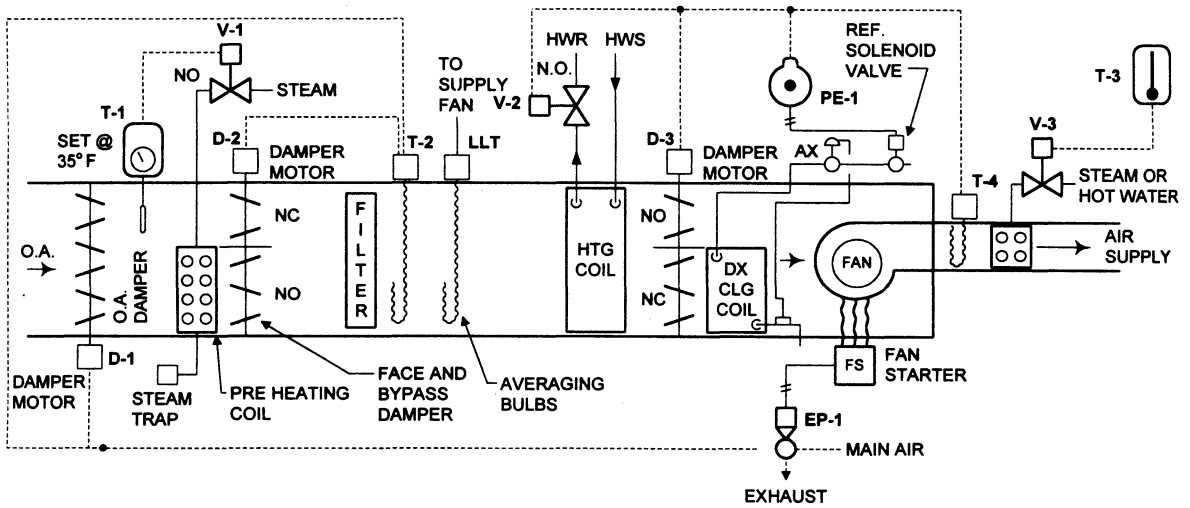 V-1
NO
STEAM
T-1
SET @
35° F
D-2
DAMPER
MOTOR
T-2
TO
SUPPLY
FAN
LLT
HWR
HWS
N.O.
V-2
D-3
DAMPER
MOTOR
PE-1
REF.
SOLENOID
VALVE
AX
T-3
V-3
STEAM OR
HOT WATER
T-4
O.A.
O.A.
DAMPER
NC
NO
FILTER
HTG
COIL
NO
NC
DX
CLG
COIL
FAN
AIR
SUPPLY
D-1
DAMPER
MOTOR
STEAM
TRAP
PRE HEATING
COIL
FACE AND
BYPASS
DAMPER
AVERAGING
BULBS
FS
FAN
STARTER
EP-1
MAIN AIR
EXHAUST